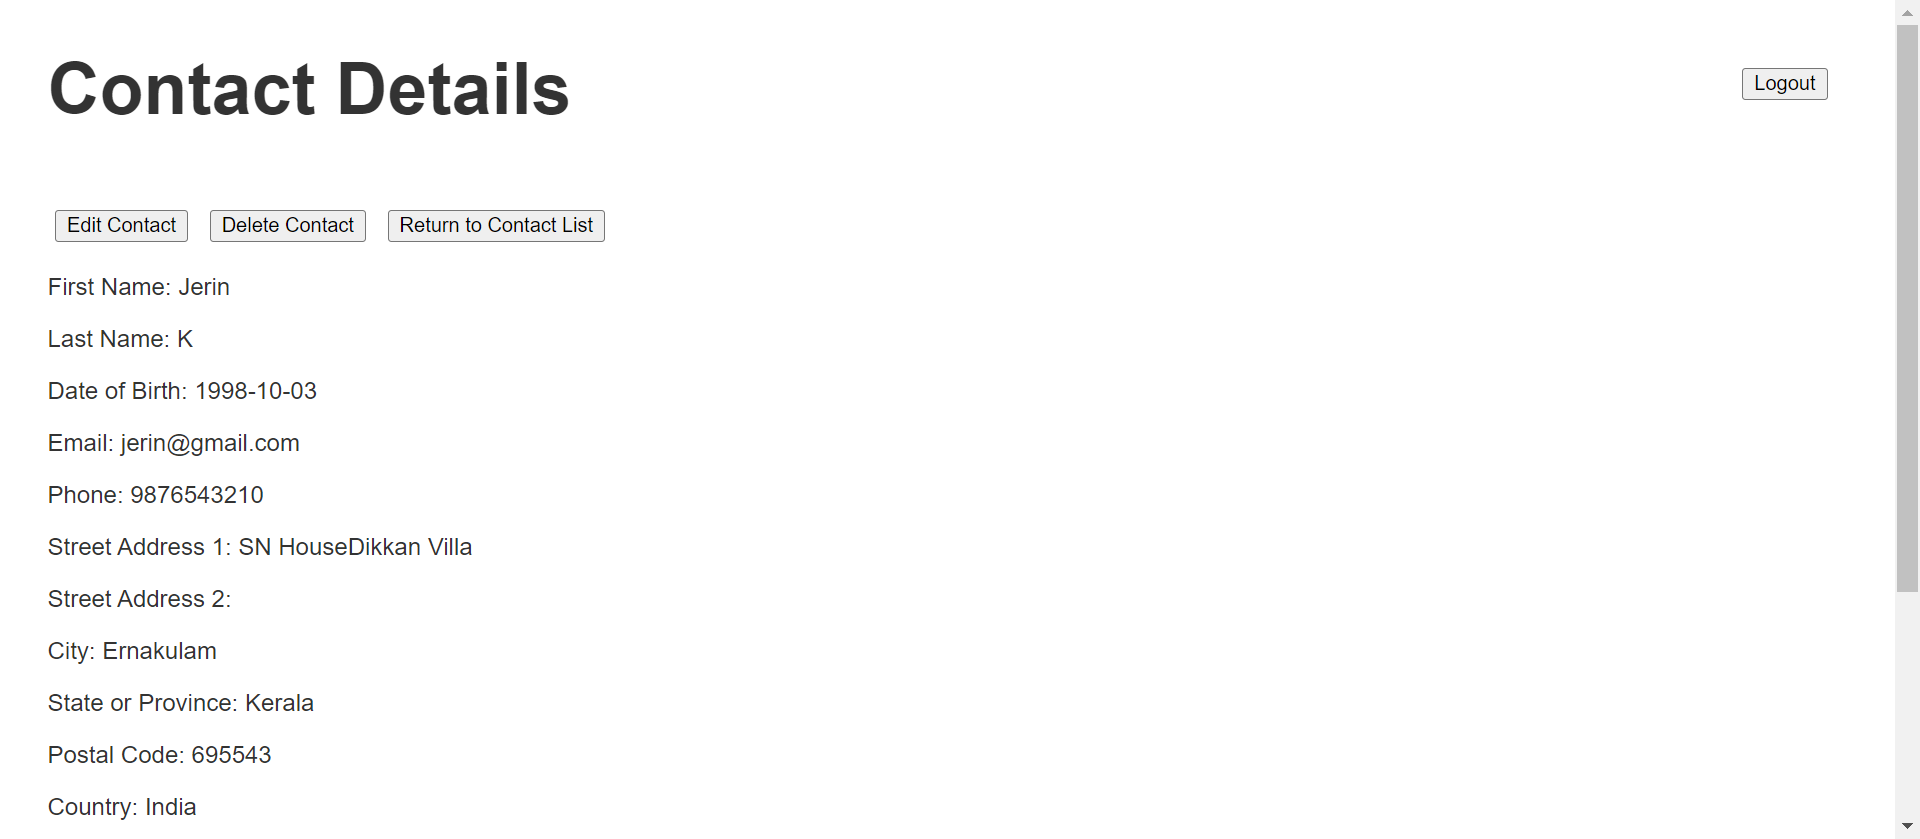 Contact Details
Logout
Edit Contact Delete Contact Return to Contact List
First Name: Jerin
Last Name: K
Date of Birth: 1998-10-03
Email: jerin@gmail.com
Phone: 9876543210
Street Address 1: SN HouseDikkan Villa
Street Address 2:
City: Ernakulam
State or Province: Kerala
Postal Code: 695543
Country: India